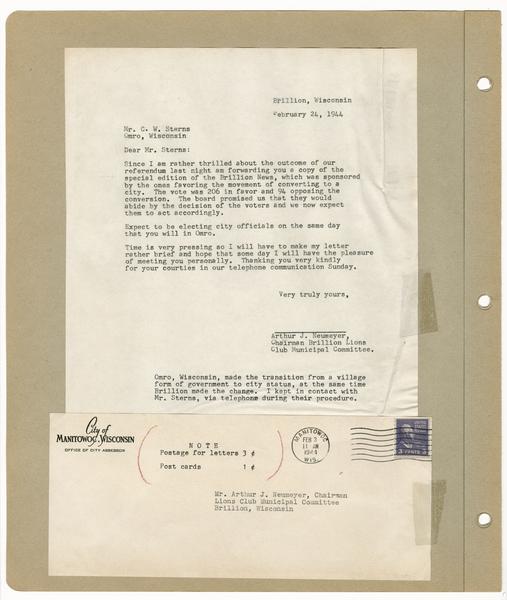 Brillion, Wisconsin
February 24, 1944
Mr. C. W. Sterns
Omro, Wisconsin
Dear Mr. Sterns:
Since I am rather thrilled about the outcome of our
referendum last night am forwarding you a copy of the
special edition of the Brillion News, which was sponsored
by the ones favoring the movement of converting to a
city. The vote was 206 in favor and 94 opposing the
conversion. The board promised us that they would
abide by the decision of the voters and we now expect
them to act accordingly.
Expect to be electing city officials on the same day
that you will in Omro.
Time is very pressing so I will have to make my letter
rather brief and hope that some day I will have the pleasure
of meeting you personally. Thanking you very kindly
for your courties in our telephone communication Sunday.
Very truly yours,
Arthur J. Neumeyer,
Chairman Brillion Lions
Club Municipal Committee.
Omro, Wisconsin, made the transition from a village
form of government to city status, at the same time
Brillion made the change. I kept in contact with
Mr. Sterns, via telephone during their procedure.
City of
MANITOWOC, WISCONSIN
OFFICE OF CITY ASSESSOR
NOTE
Postage for letters 3 ¢
Post cards 1 ¢
MANITOWOC
FEB 3
11 AM
1944
WIS.
3 CENTS 3
Mr. Arthur J. Neumeyer, Chairman
Lions Club Municipal Committee
Brillion, Wisconsin